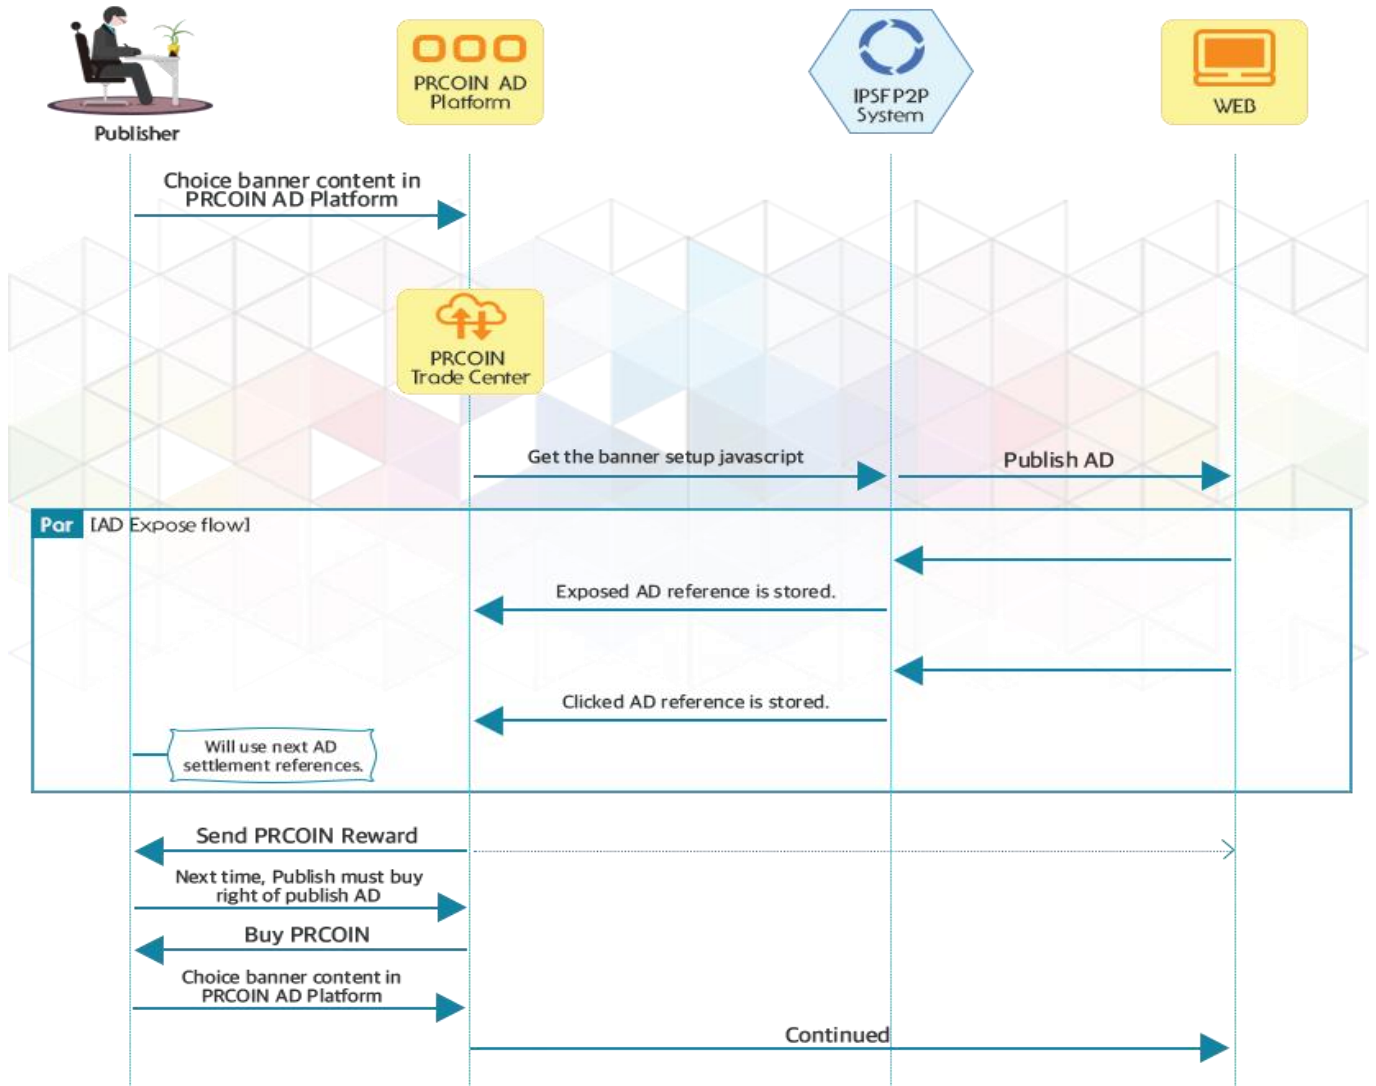 Publisher
PRCOIN AD
Platform
IPSF P2P
System
WEB
Choice banner content in
PRCOIN AD Platform
PRCOIN
Trade Center
Get the banner setup javascript
Publish AD
Par [AD Expose flow]
Exposed AD reference is stored.
Clicked AD reference is stored.
Will use next AD
settlement references.
Send PRCOIN Reward
Next time, Publish must buy
right of publish AD
Buy PRCOIN
Choice banner content in
PRCOIN AD Platform
Continued